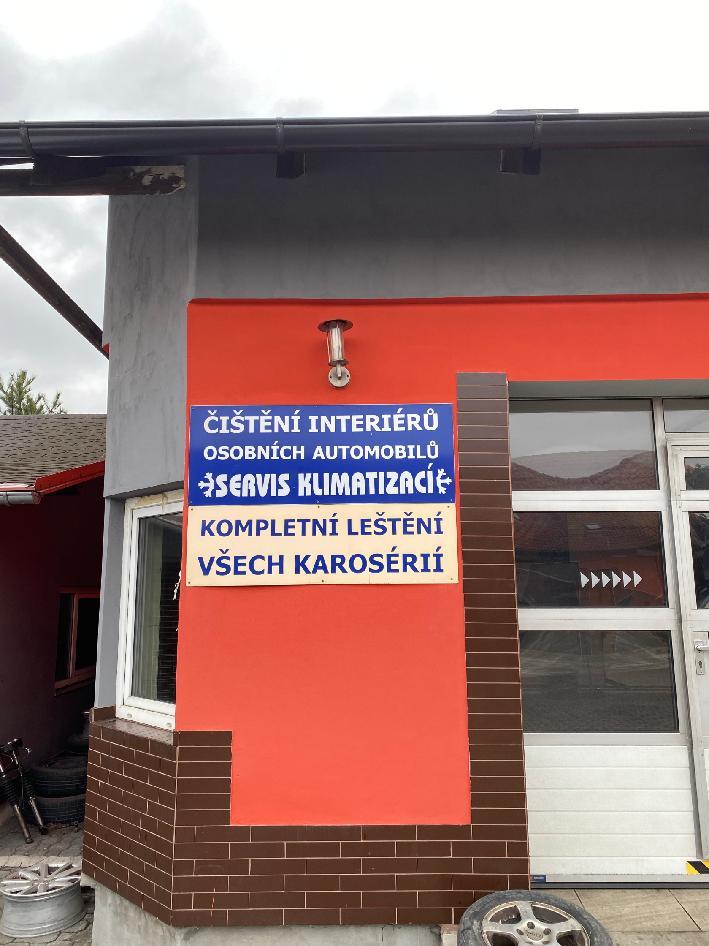 ČIŠTĚNÍ INTERIÉRŮ
OSOBNÍCH AUTOMOBILŮ
SERVIS KLIMATIZACÍ
KOMPLETNÍ LEŠTĚNÍ
VŠECH KAROSÉRIÍ